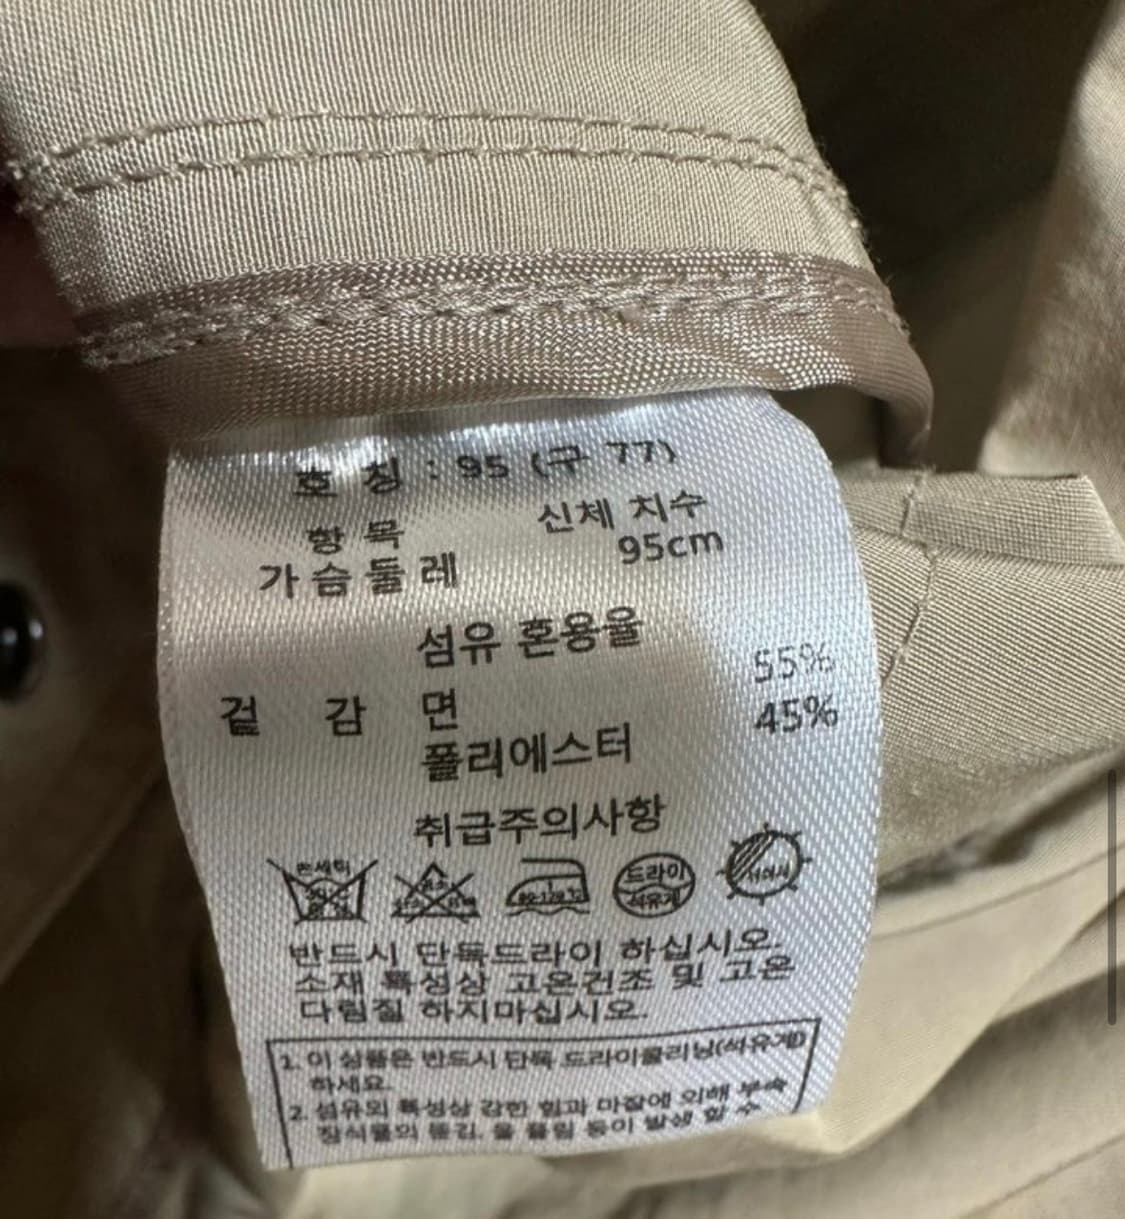 호 칭 : 95 (구 77)
항 목 신체 치수
가슴둘레 95cm
섬유 혼용율
겉 감 면 55%
폴리에스터 45%
취급주의사항
손세탁
드라이
석유계
반드시 단독드라이 하십시오.
소재 특성상 고온건조 및 고온
다림질 하지마십시오.
1. 이 상품은 반드시 단독 드라이클리닝(석유계)
하세요.
2. 섬유의 특성상 강한 힘과 마찰에 의해 부속
장식물의 뜯김, 올 뜰림 등이 발생 할 수